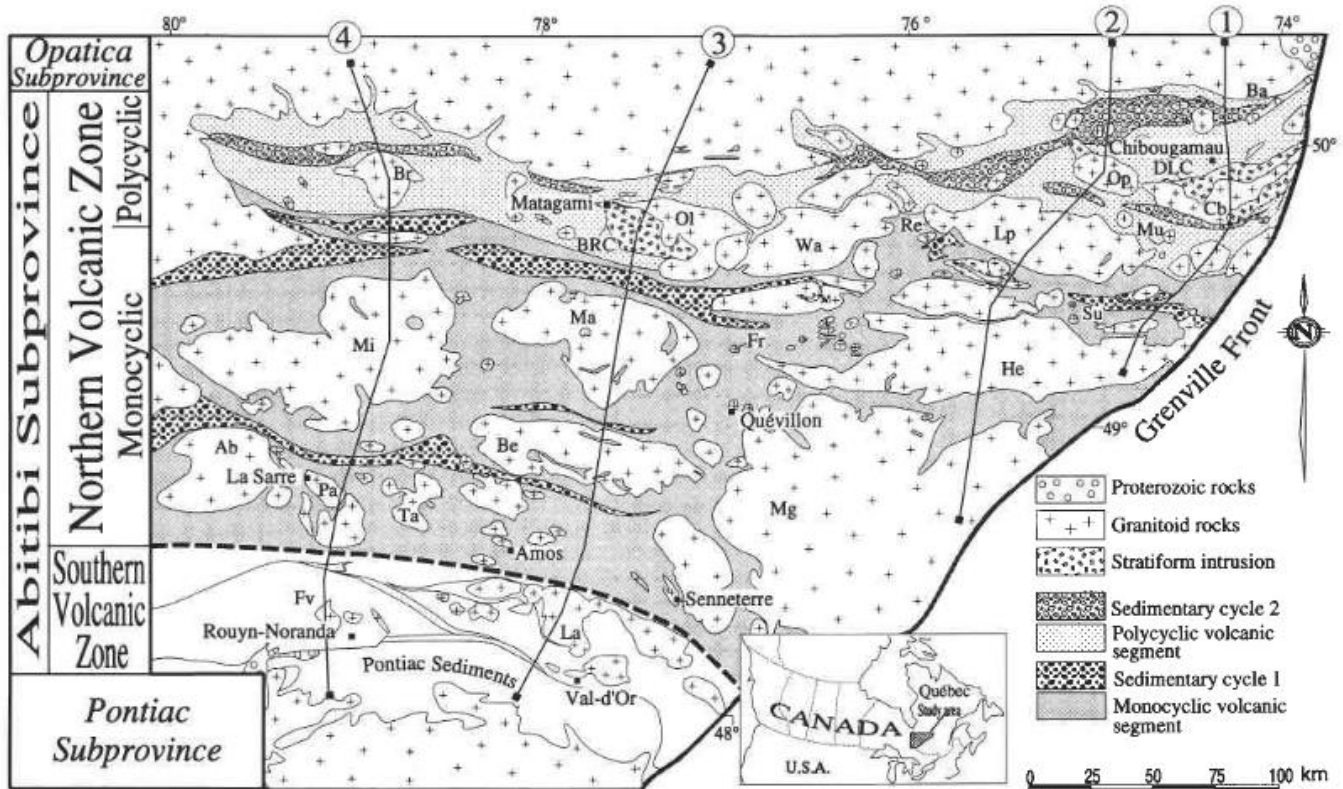 80°
4
78°
3
76°
2
1
74°
Opatica
Subprovince
Abitibi Subprovince
Northern Volcanic Zone
Polycyclic
Monocyclic
Southern
Volcanic
Zone
Pontiac
Subprovince
Ba
Chibougamau
DLC
50°
Br
Op
Matagami
Ol
Cb
BRC
Wa
Re
Lp
Mu
Ma
Su
Mi
Fr
He
Quévillon
49°
Grenville Front
N
Ab
Be
La Sarre
Pa
Ta
Mg
Amos
Senneterre
Fv
Rouyn-Noranda
La
Pontiac Sediments
Val-d'Or
48°
Proterozoic rocks
Granitoid rocks
Stratiform intrusion
Sedimentary cycle 2
Polycyclic volcanic
segment
Sedimentary cycle 1
Monocyclic volcanic
segment
Québec
Study area
CANADA
U.S.A.
0 25 50 75 100 km